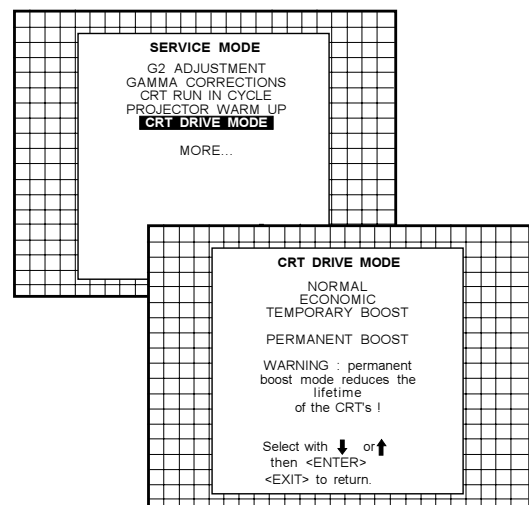 SERVICE MODE
G2 ADJUSTMENT
GAMMA CORRECTIONS
CRT RUN IN CYCLE
PROJECTOR WARM UP
CRT DRIVE MODE
MORE...
CRT DRIVE MODE
NORMAL
ECONOMIC
TEMPORARY BOOST
PERMANENT BOOST
WARNING : permanent
boost mode reduces the
lifetime
of the CRT's !
Select with ↓ or ↑
then <ENTER>
<EXIT> to return.